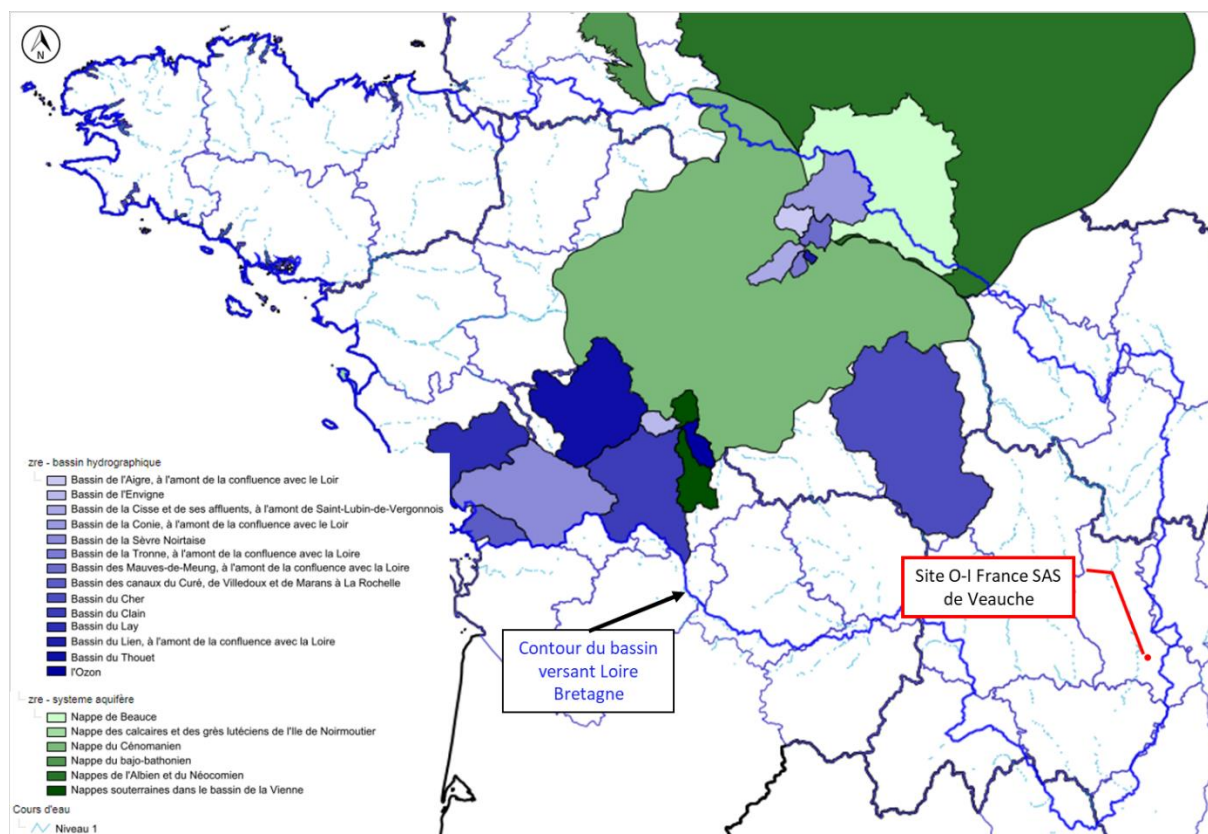 N
zre - bassin hydrographique
Bassin de l'Aigre, à l'amont de la confluence avec le Loir
Bassin de l'Envigne
Bassin de la Cisse et de ses affluents, à l'amont de Saint-Lubin-de-Vergonnois
Bassin de la Conie, à l'amont de la confluence avec le Loir
Bassin de la Sèvre Noirtaise
Bassin de la Tronne, à l'amont de la confluence avec la Loire
Bassin des Mauves-de-Meung, à l'amont de la confluence avec la Loire
Bassin des canaux du Curé, de Villedoux et de Marans à La Rochelle
Bassin du Cher
Bassin du Clain
Bassin du Lay
Bassin du Lien, à l'amont de la confluence avec la Loire
Bassin du Thouet
l'Ozon
zre - systeme aquifère
Nappe de Beauce
Nappe des calcaires et des grès lutéciens de l'Ile de Noirmoutier
Nappe du Cénomanien
Nappe du bajo-bathonien
Nappes de l'Albien et du Néocomien
Nappes souterraines dans le bassin de la Vienne
Cours d'eau
Niveau 1
Contour du bassin
versant Loire
Bretagne
Site O-I France SAS
de Veauche